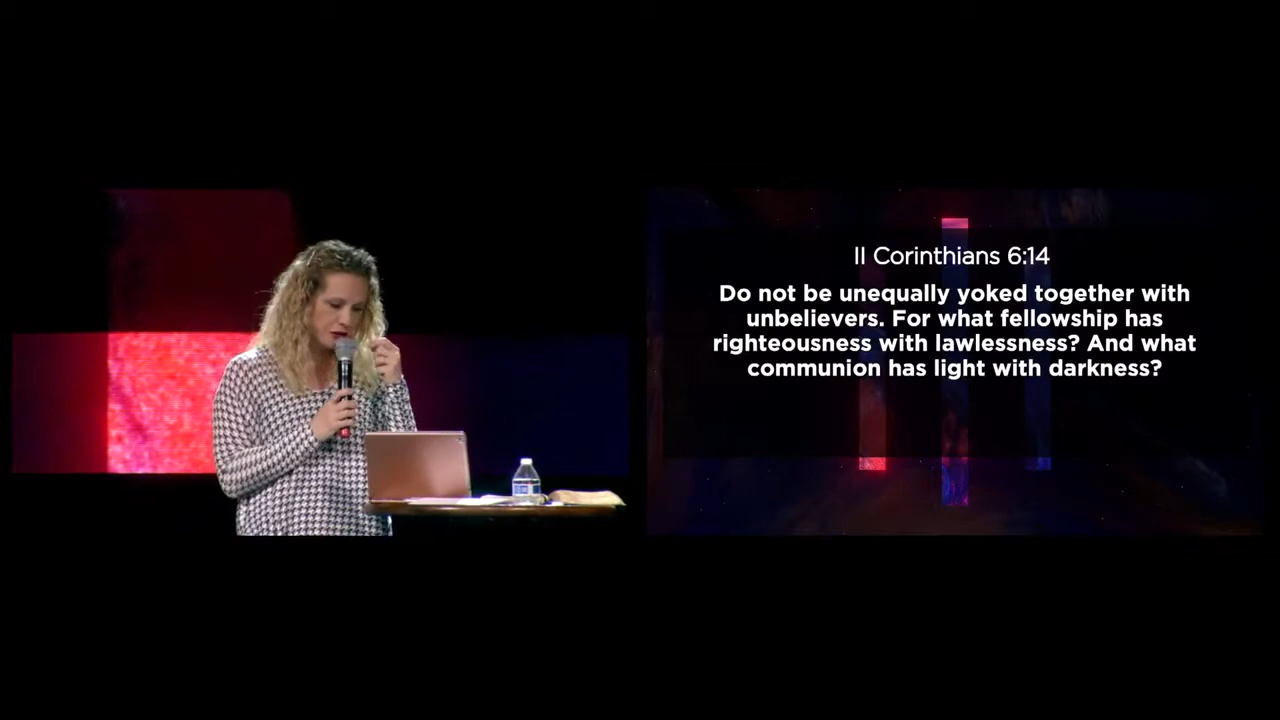 II Corinthians 6:14
Do not be unequally yoked together with
unbelievers. For what fellowship has
righteousness with lawlessness? And what
communion has light with darkness?